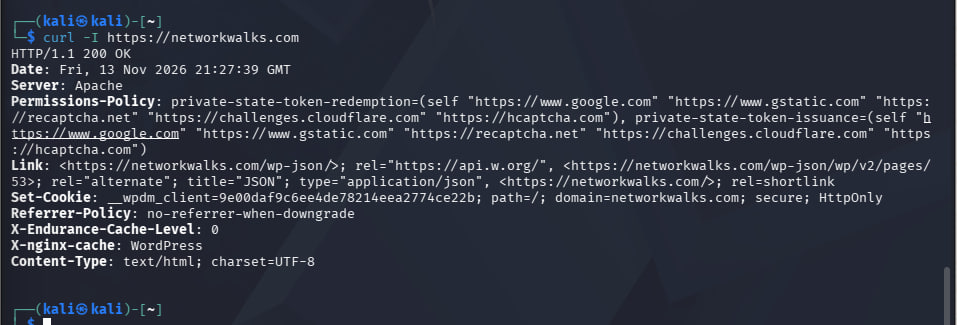 ┌──(kali㉿kali)-[~]
└─$ curl -I https://networkwalks.com
HTTP/1.1 200 OK
Date: Fri, 13 Nov 2026 21:27:39 GMT
Server: Apache
Permissions-Policy: private-state-token-redemption=(self "https://www.google.com" "https://www.gstatic.com" "https:
//recaptcha.net" "https://challenges.cloudflare.com" "https://hcaptcha.com"), private-state-token-issuance=(self "h
ttps://www.google.com" "https://www.gstatic.com" "https://recaptcha.net" "https://challenges.cloudflare.com" "https
://hcaptcha.com")
Link: <https://networkwalks.com/wp-json/>; rel="https://api.w.org/", <https://networkwalks.com/wp-json/wp/v2/pages/
53>; rel="alternate"; title="JSON"; type="application/json", <https://networkwalks.com/>; rel=shortlink
Set-Cookie: __wpdm_client=9e00daf9c6ee4de78214eea2774ce22b; path=/; domain=networkwalks.com; secure; HttpOnly
Referrer-Policy: no-referrer-when-downgrade
X-Endurance-Cache-Level: 0
X-nginx-cache: WordPress
Content-Type: text/html; charset=UTF-8
┌──(kali㉿kali)-[~]
└─$